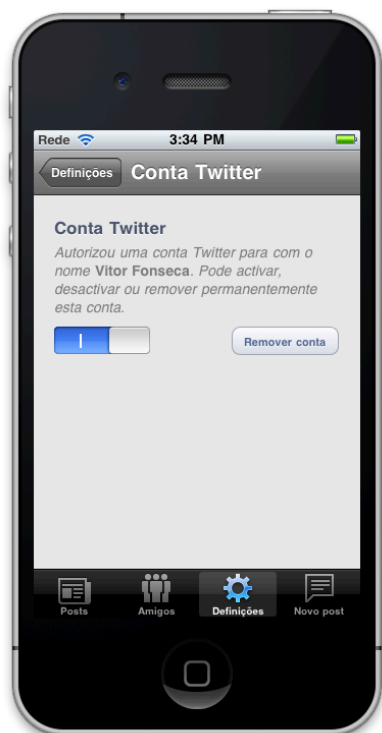 Rede 3:34 PM
Definições Conta Twitter
Conta Twitter
Autorizou uma conta Twitter para com o
nome Vitor Fonseca. Pode activar,
desactivar ou remover permanentemente
esta conta.
Remover conta
Posts Amigos Definições Novo post